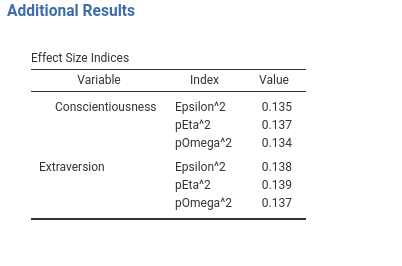 Additional Results
Effect Size Indices
Variable Index Value
Conscientiousness Epsilon^2 0.135
pEta^2 0.137
pOmega^2 0.134
Extraversion Epsilon^2 0.138
pEta^2 0.139
pOmega^2 0.137